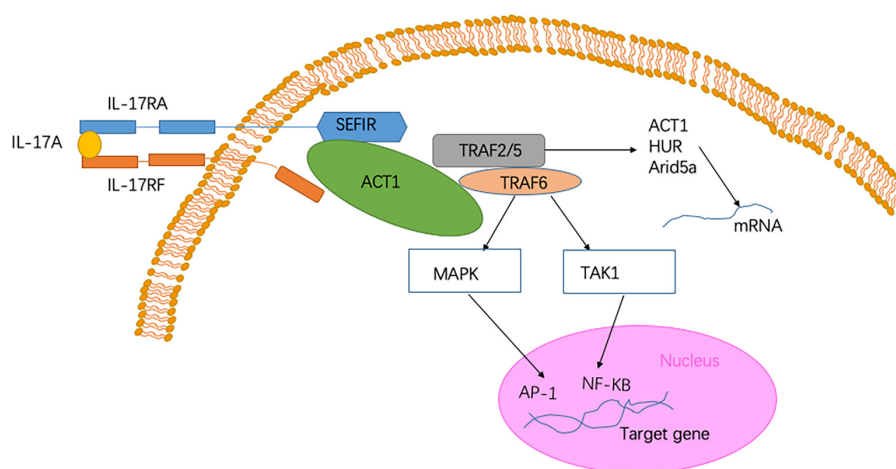 IL-17RA
IL-17A
IL-17RF
SEFIR
ACT1
TRAF2/5
TRAF6
ACT1
HUR
Arid5a
mRNA
MAPK
TAK1
Nucleus
AP-1
NF-KB
Target gene